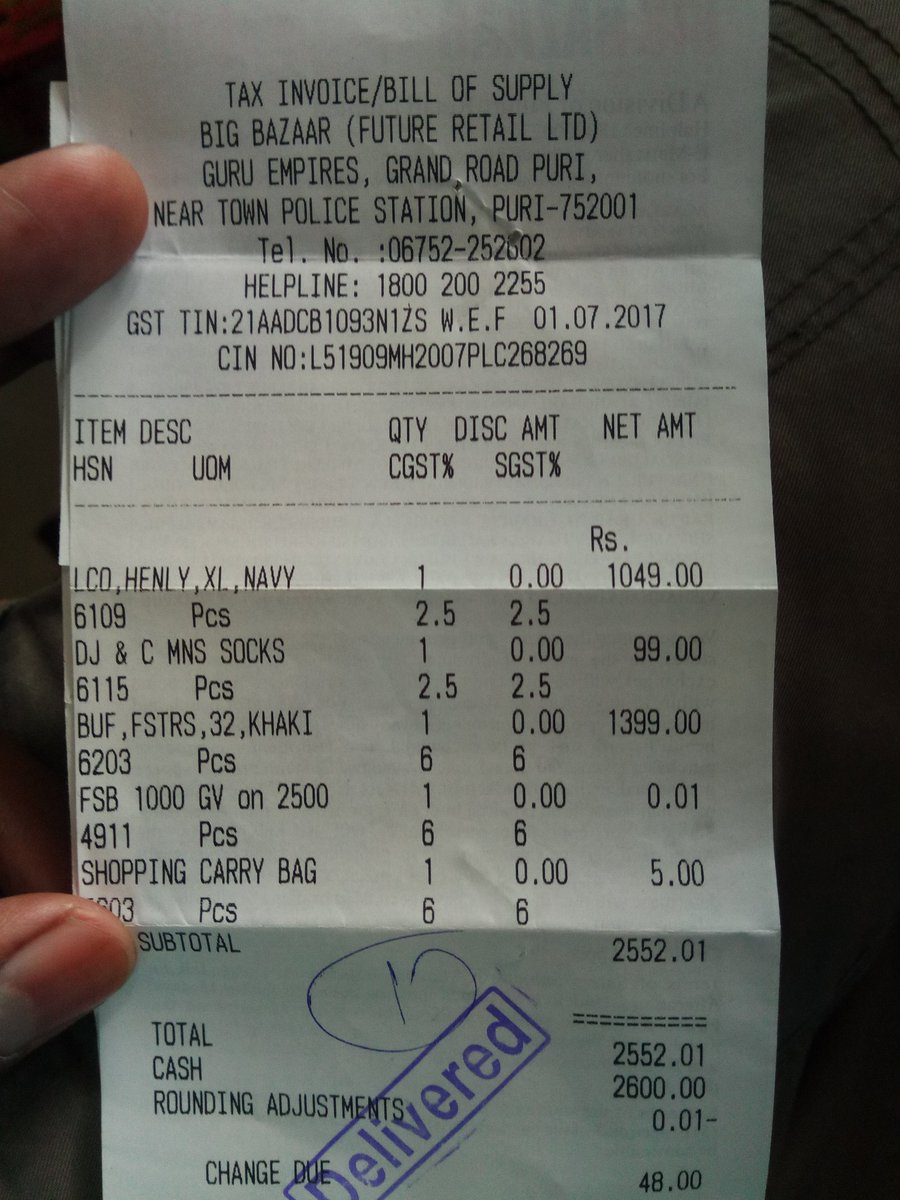 TAX INVOICE/BILL OF SUPPLY
BIG BAZAAR (FUTURE RETAIL LTD)
GURU EMPIRES, GRAND ROAD PURI,
NEAR TOWN POLICE STATION, PURI-752001
Tel. No. :06752-252602
HELPLINE: 1800 200 2255
GST TIN:21AADCB1093N1ZS W.E.F 01.07.2017
CIN NO:L51909MH2007PLC268269
ITEM DESC QTY DISC AMT NET AMT
HSN UOM CGST% SGST%
Rs.
LCO,HENLY,XL,NAVY 1 0.00 1049.00
6109 Pcs 2.5 2.5
DJ & C MNS SOCKS 1 0.00 99.00
6115 Pcs 2.5 2.5
BUF,FSTRS,32,KHAKI 1 0.00 1399.00
6203 Pcs 6 6
FSB 1000 GV on 2500 1 0.00 0.01
4911 Pcs 6 6
SHOPPING CARRY BAG 1 0.00 5.00
Pcs 6 6
SUBTOTAL 2552.01
==========
TOTAL 2552.01
CASH 2600.00
ROUNDING ADJUSTMENTS 0.01-
Delivered
CHANGE DUE 48.00